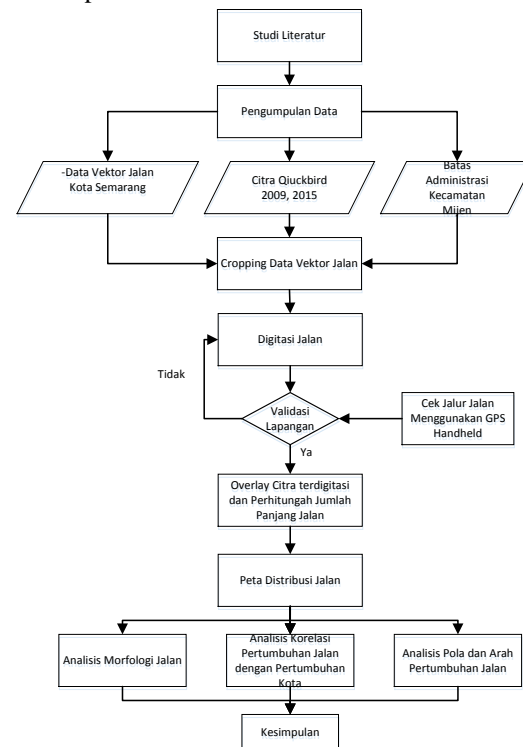 Studi Literatur
Pengumpulan Data
-Data Vektor Jalan
Kota Semarang
Citra Qiuckbird
2009, 2015
Batas
Administrasi
Kecamatan
Mijen
Cropping Data Vektor Jalan
Digitasi Jalan
Tidak
Validasi
Lapangan
Cek Jalur Jalan
Menggunakan GPS
Handheld
Ya
Overlay Citra terdigitasi
dan Perhitungah Jumlah
Panjang Jalan
Peta Distribusi Jalan
Analisis Morfologi Jalan
Analisis Korelasi
Pertumbuhan Jalan
dengan Pertumbuhan
Kota
Analisis Pola dan Arah
Pertumbuhan Jalan
Kesimpulan